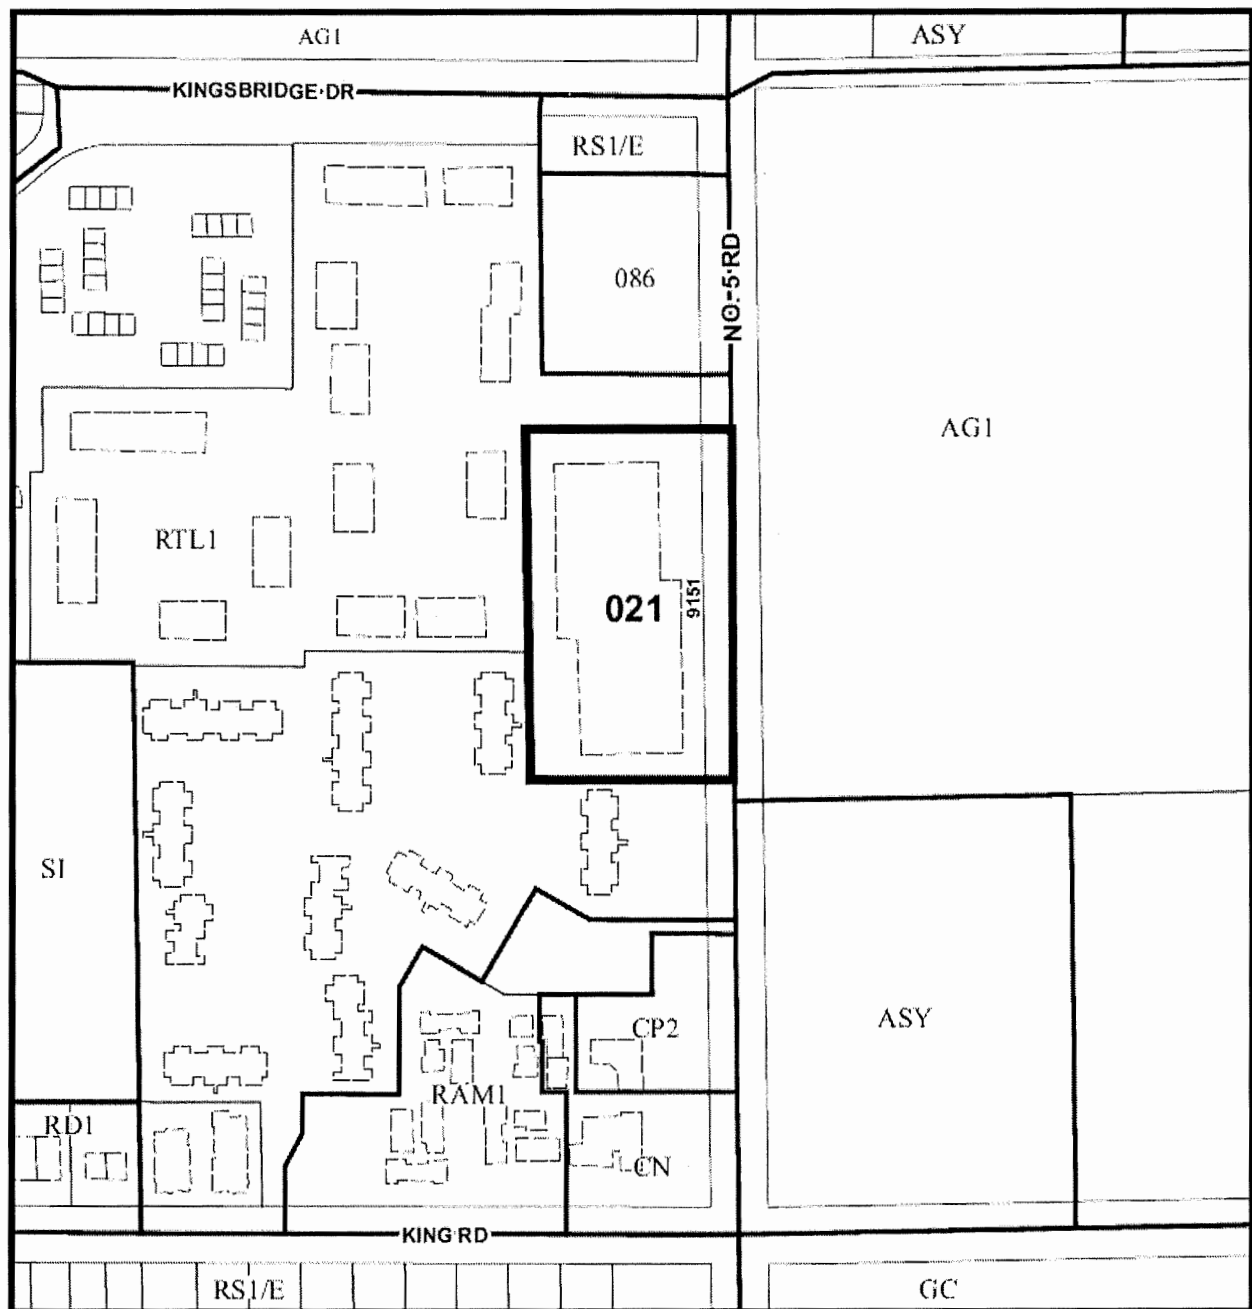 AG1
ASY
KINGSBRIDGE DR
RS1/E
086
NO. 5 RD
AG1
RTL1
021
9151
SI
ASY
CP2
RAM1
RD1
CN
KING RD
RS1/E
GC